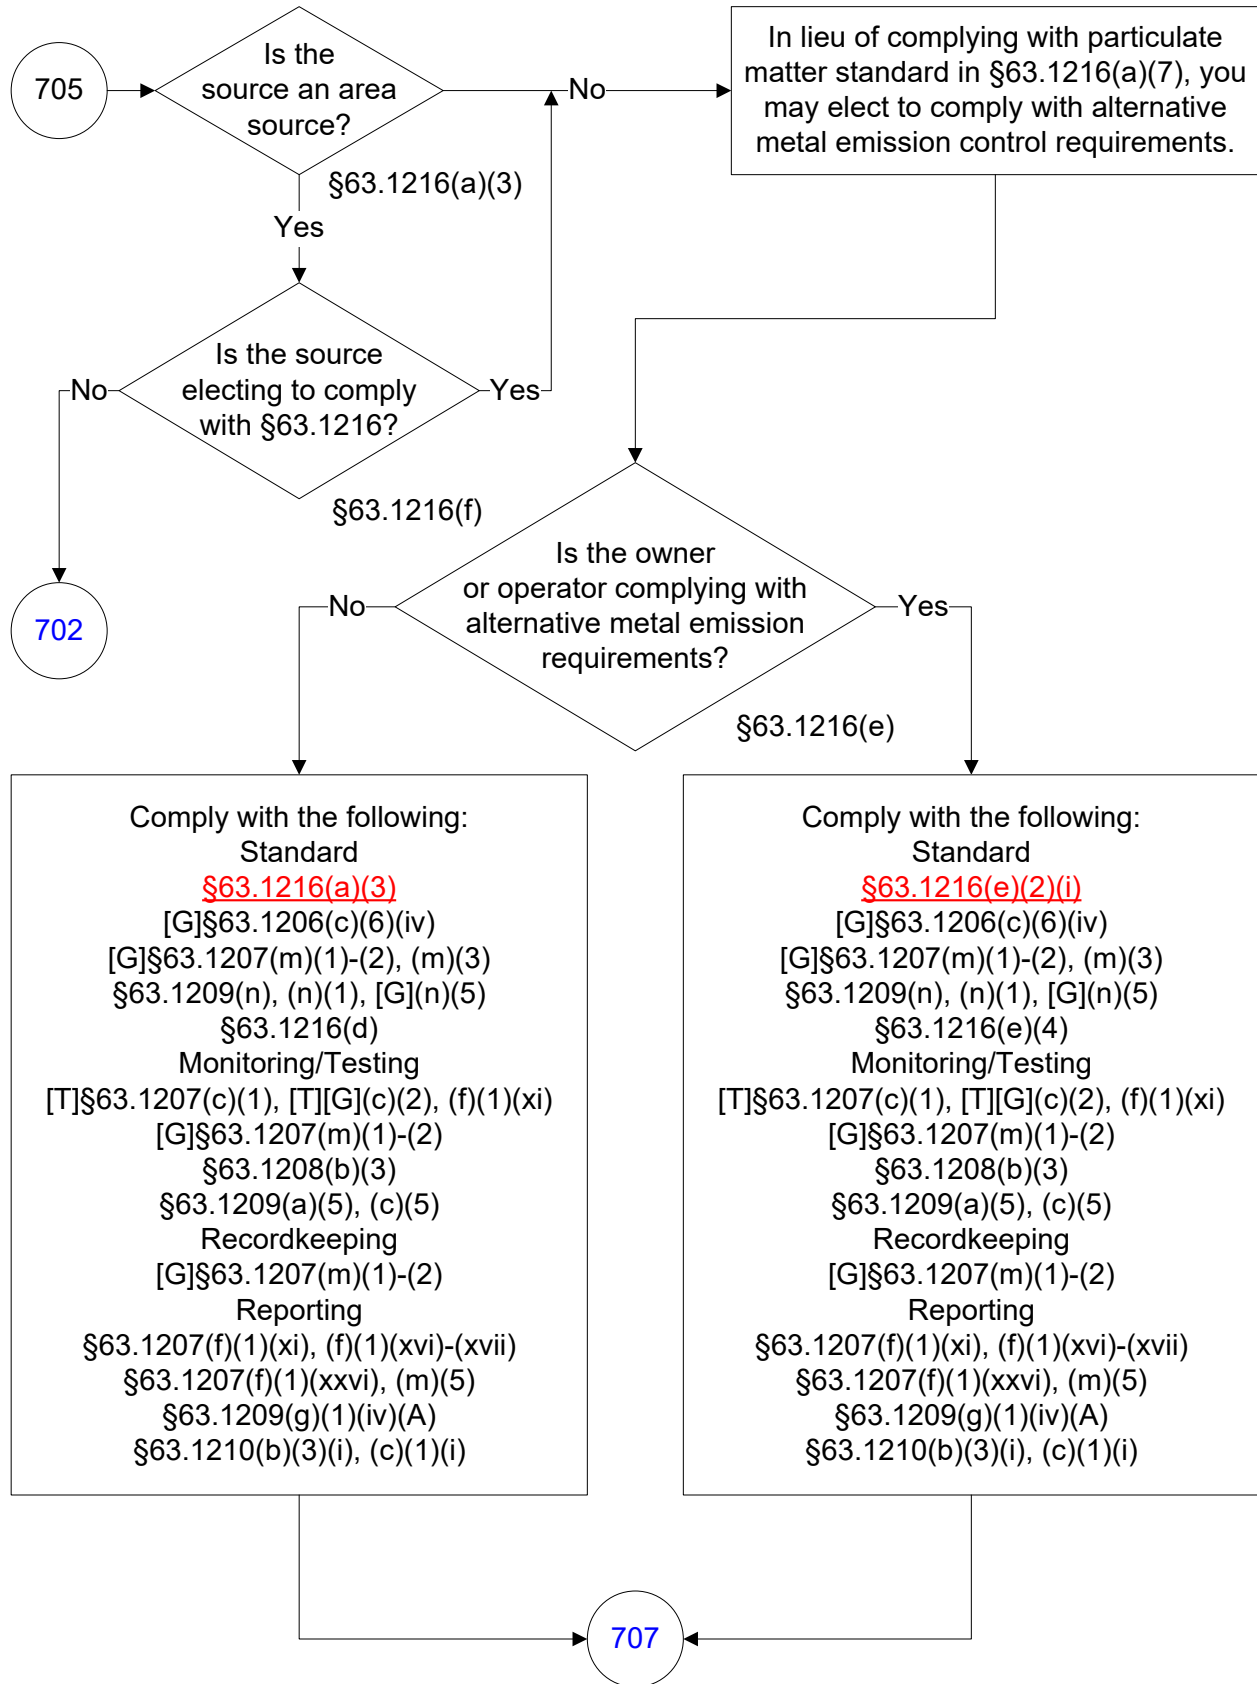 705
Is the
source an area
source?
No
In lieu of complying with particulate
matter standard in §63.1216(a)(7), you
may elect to comply with alternative
metal emission control requirements.
§63.1216(a)(3)
Yes
Is the source
electing to comply
with §63.1216?
No
Yes
§63.1216(f)
702
Is the owner
or operator complying with
alternative metal emission
requirements?
No
Yes
§63.1216(e)
Comply with the following:
Standard
§63.1216(a)(3)
[G]§63.1206(c)(6)(iv)
[G]§63.1207(m)(1)-(2), (m)(3)
§63.1209(n), (n)(1), [G](n)(5)
§63.1216(d)
Monitoring/Testing
[T]§63.1207(c)(1), [T][G](c)(2), (f)(1)(xi)
[G]§63.1207(m)(1)-(2)
§63.1208(b)(3)
§63.1209(a)(5), (c)(5)
Recordkeeping
[G]§63.1207(m)(1)-(2)
Reporting
§63.1207(f)(1)(xi), (f)(1)(xvi)-(xvii)
§63.1207(f)(1)(xxvi), (m)(5)
§63.1209(g)(1)(iv)(A)
§63.1210(b)(3)(i), (c)(1)(i)
Comply with the following:
Standard
§63.1216(e)(2)(i)
[G]§63.1206(c)(6)(iv)
[G]§63.1207(m)(1)-(2), (m)(3)
§63.1209(n), (n)(1), [G](n)(5)
§63.1216(e)(4)
Monitoring/Testing
[T]§63.1207(c)(1), [T][G](c)(2), (f)(1)(xi)
[G]§63.1207(m)(1)-(2)
§63.1208(b)(3)
§63.1209(a)(5), (c)(5)
Recordkeeping
[G]§63.1207(m)(1)-(2)
Reporting
§63.1207(f)(1)(xi), (f)(1)(xvi)-(xvii)
§63.1207(f)(1)(xxvi), (m)(5)
§63.1209(g)(1)(iv)(A)
§63.1210(b)(3)(i), (c)(1)(i)
707